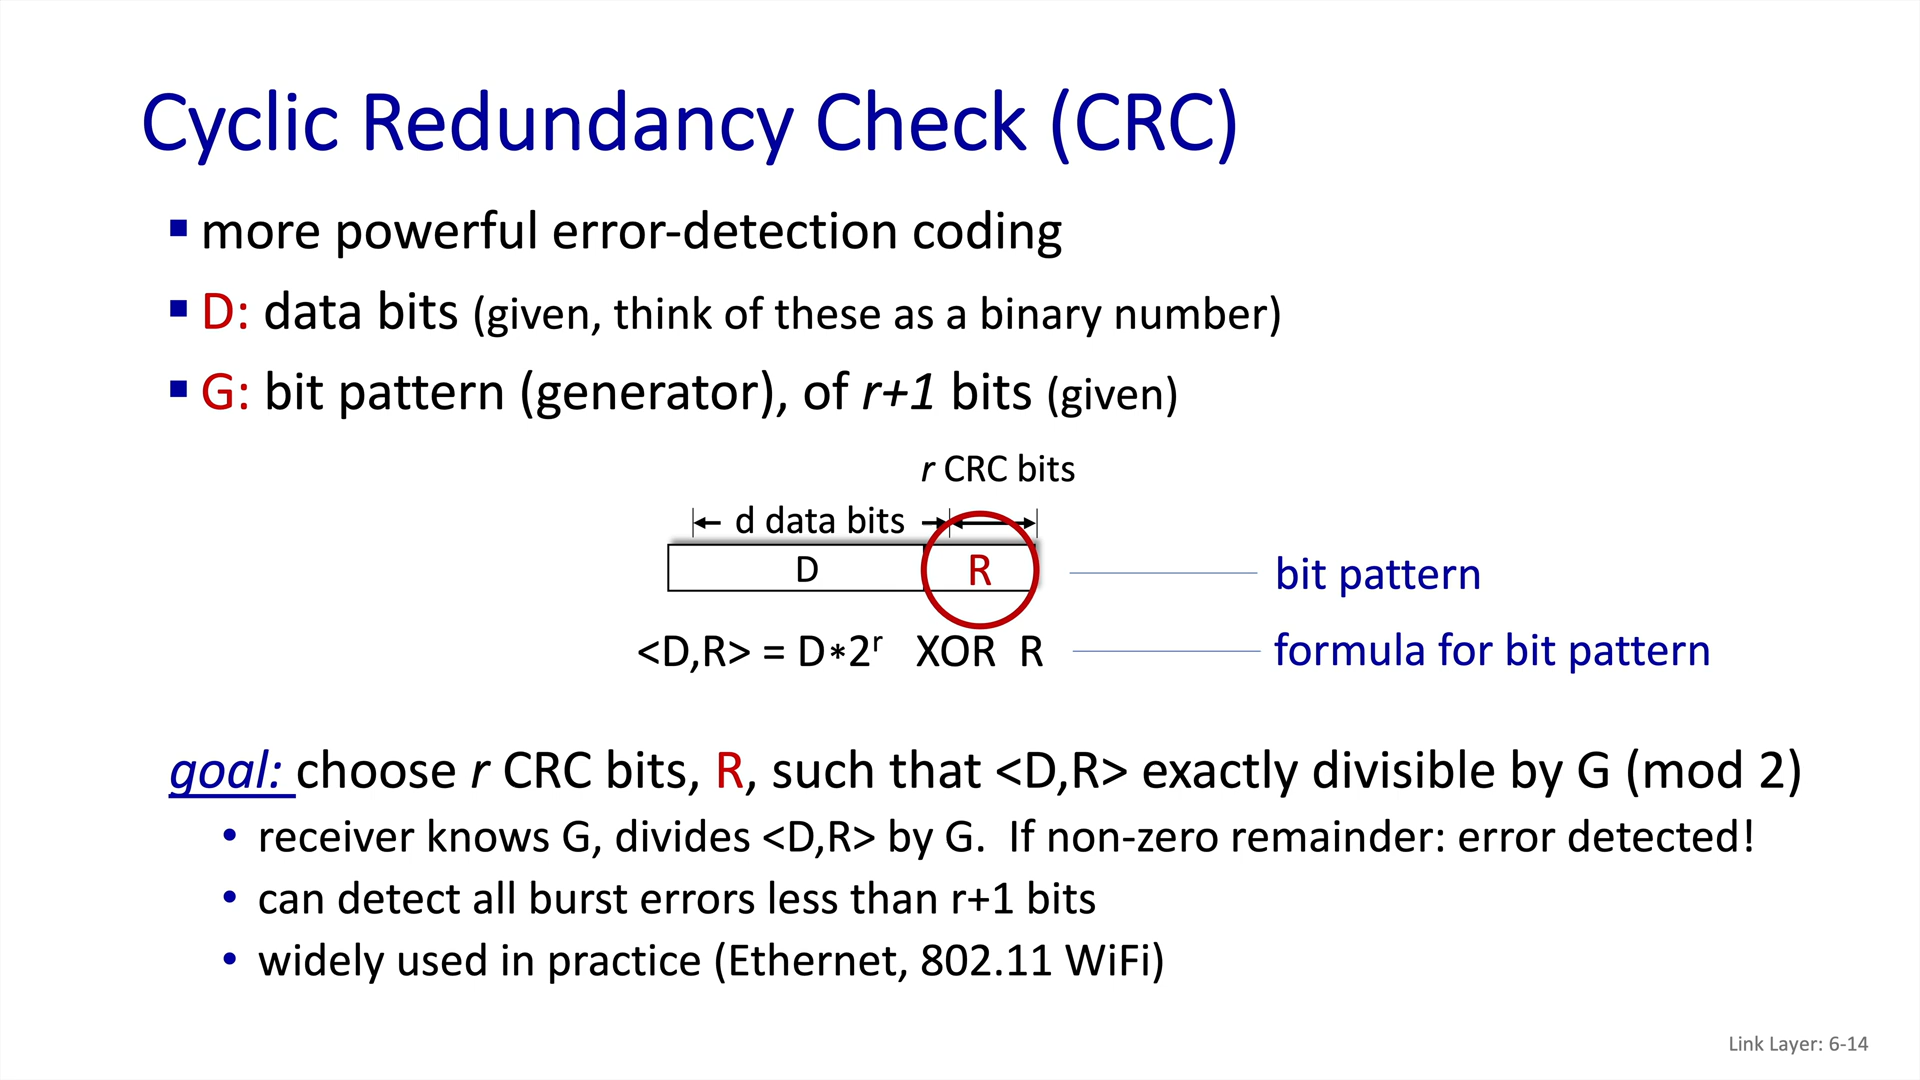 Cyclic Redundancy Check (CRC)
▪ more powerful error-detection coding
▪ D: data bits (given, think of these as a binary number)
▪ G: bit pattern (generator), of r+1 bits (given)
r CRC bits
d data bits
D R bit pattern
<D,R> = D*2ʳ XOR R formula for bit pattern
goal: choose r CRC bits, R, such that <D,R> exactly divisible by G (mod 2)
• receiver knows G, divides <D,R> by G. If non-zero remainder: error detected!
• can detect all burst errors less than r+1 bits
• widely used in practice (Ethernet, 802.11 WiFi)
Link Layer: 6-14